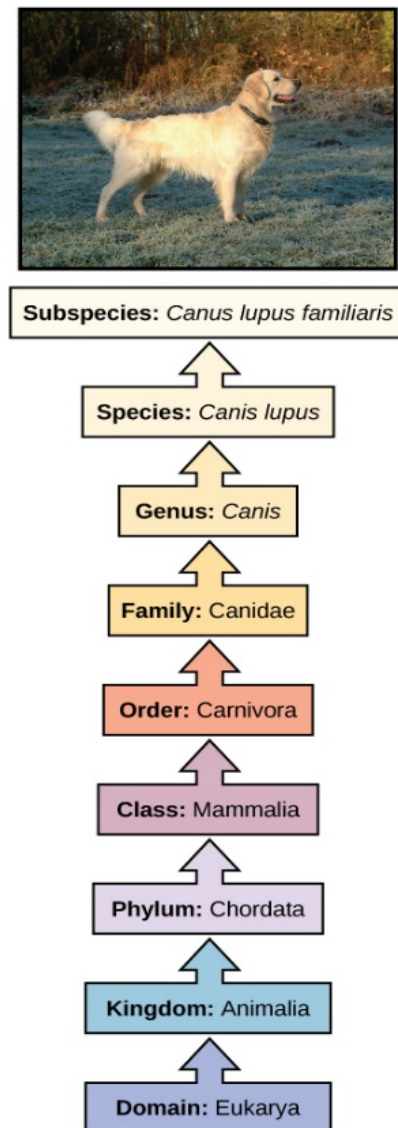 Subspecies: Canus lupus familiaris
Species: Canis lupus
Genus: Canis
Family: Canidae
Order: Carnivora
Class: Mammalia
Phylum: Chordata
Kingdom: Animalia
Domain: Eukarya